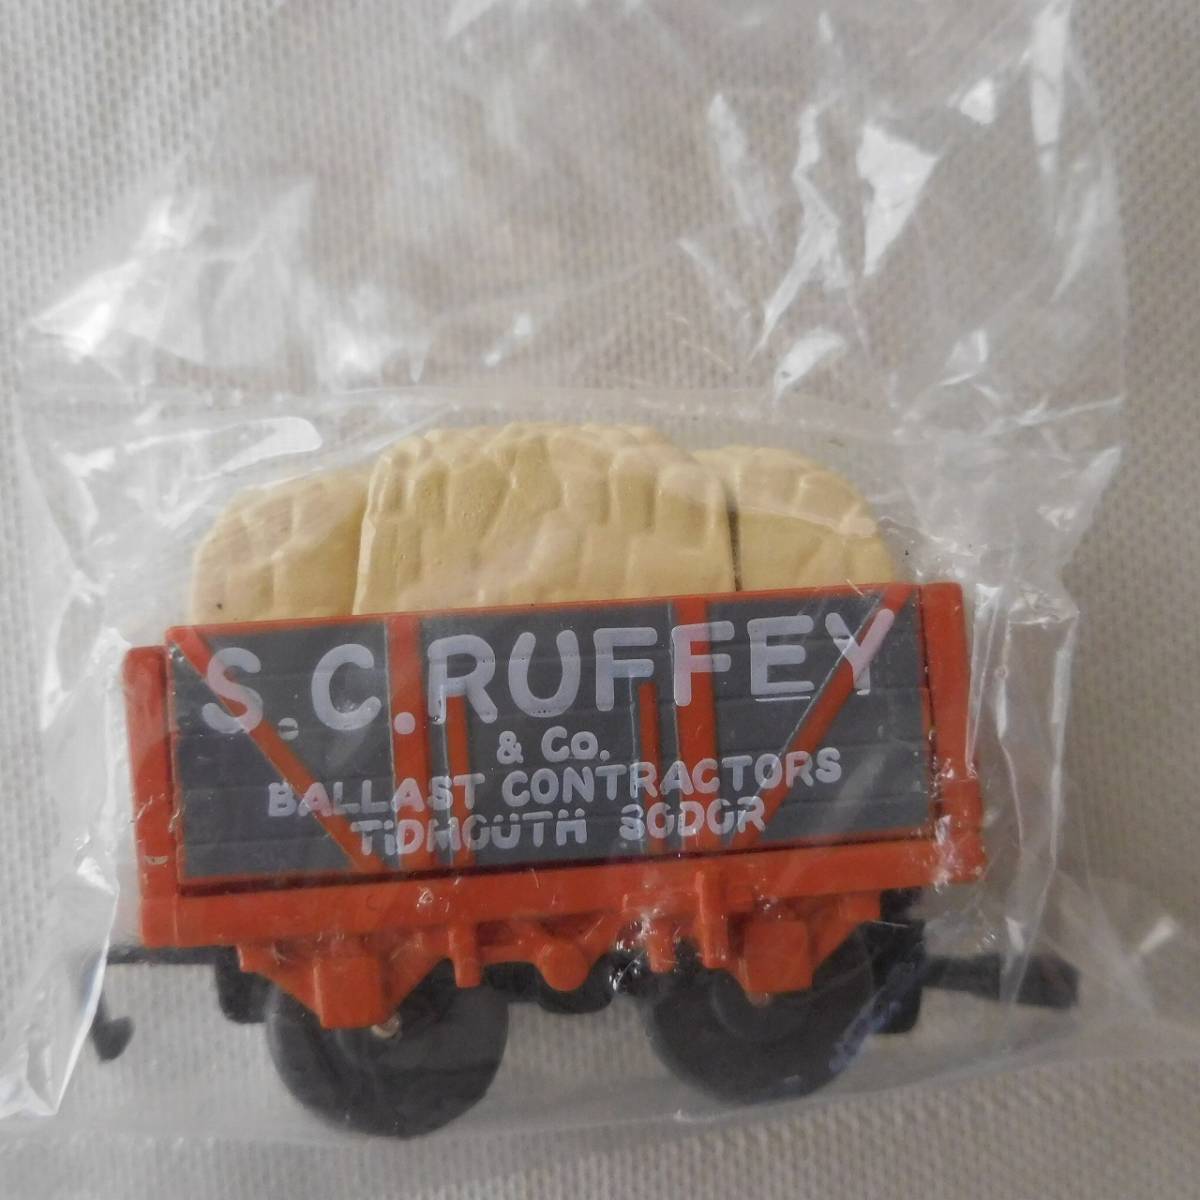 S.C.RUFFEY
& Co.
BALLAST CONTRACTORS
TIDMOUTH SODOR